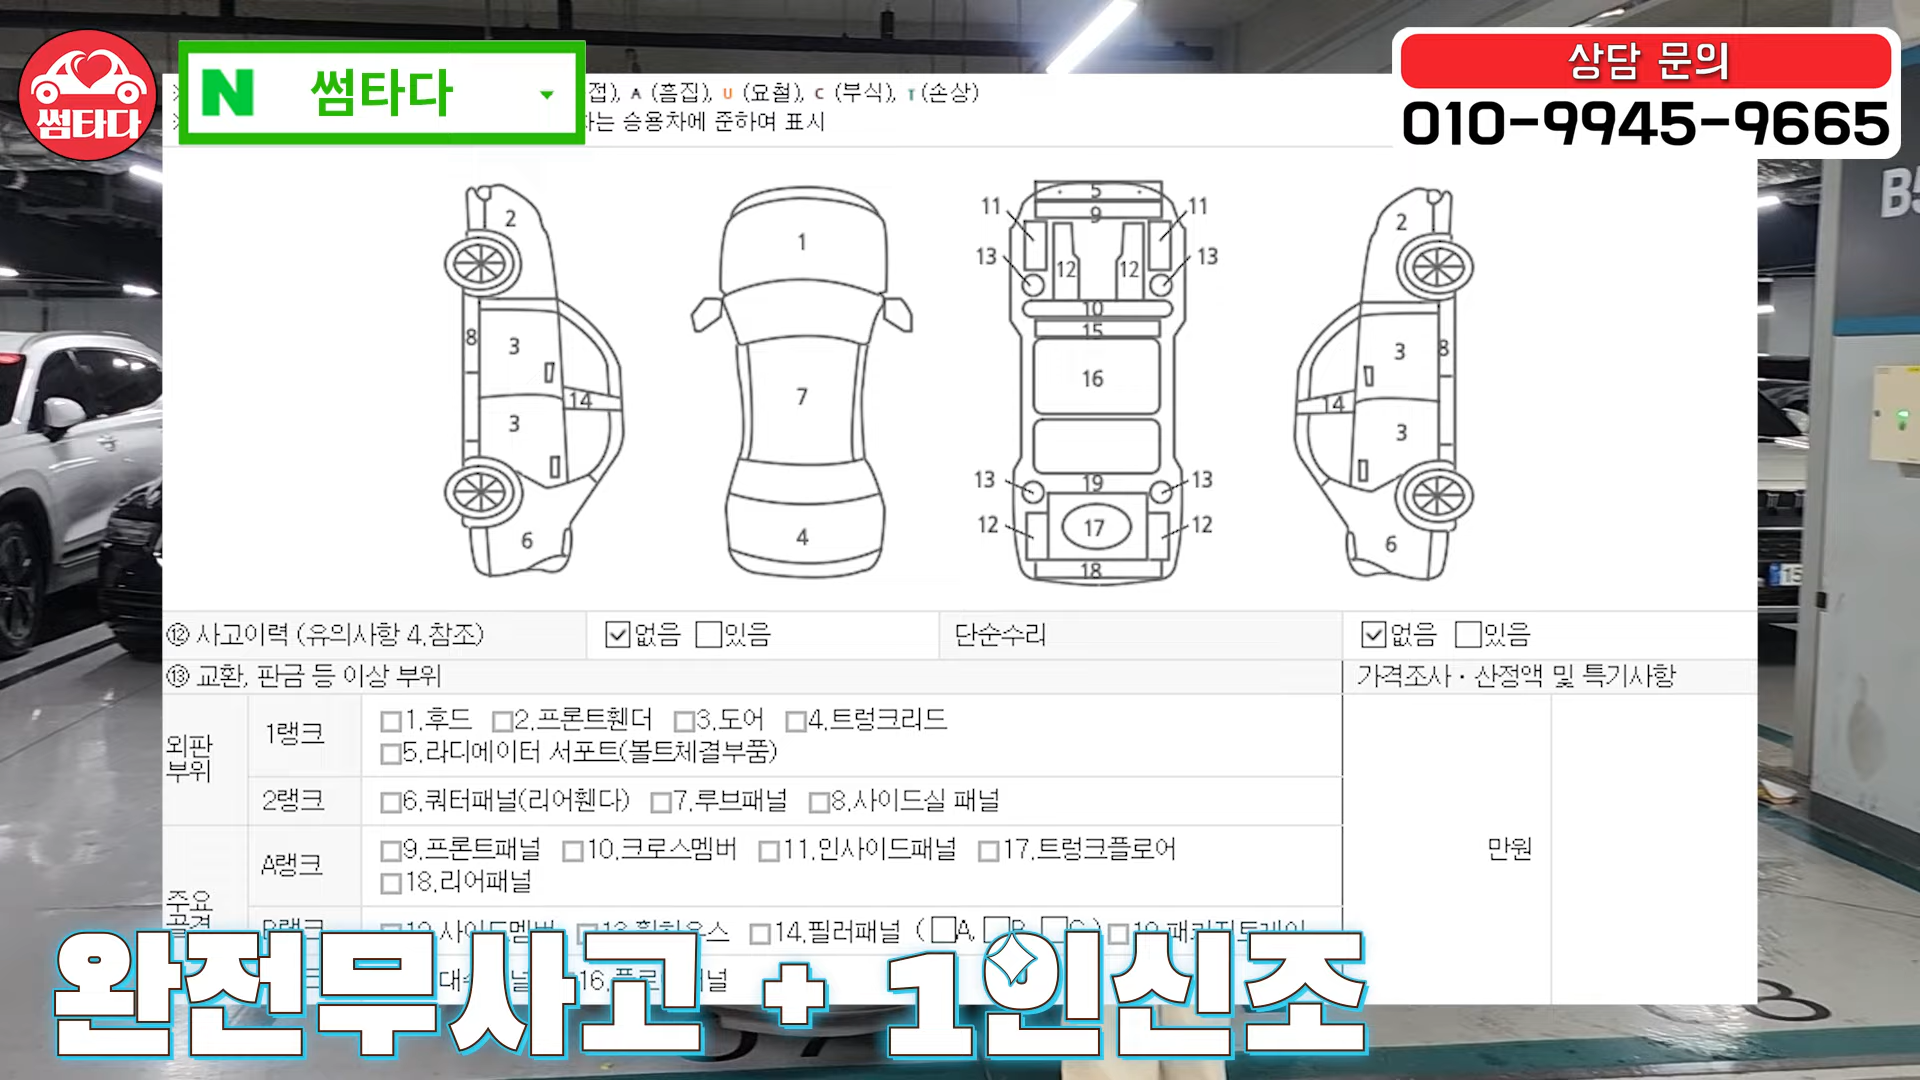 썸타다
N 썸타다
상담 문의
010-9945-9665
접), A (흠집), U (요철), C (부식), T (손상)
차는 승용차에 준하여 표시
B5
2 1 5 2
11 9 11
13 12 12 13
10
15
8 3 7 16 3 8
14 14
3 3
13 19 13
12 17 12
6 4 18 6
⑫ 사고이력 (유의사항 4.참조) ☑없음 □있음 단순수리 ☑없음 □있음
⑬ 교환, 판금 등 이상 부위 가격조사·산정액 및 특기사항
외판
부위
1랭크 □1.후드 □2.프론트휀더 □3.도어 □4.트렁크리드
□5.라디에이터 서포트(볼트체결부품)
2랭크 □6.쿼터패널(리어휀다) □7.루브패널 □8.사이드실 패널
주요
골격
A랭크 □9.프론트패널 □10.크로스멤버 □11.인사이드패널 □17.트렁크플로어
□18.리어패널
만원
□14.필러패널 (□A,
완전무사고 + 1인신조